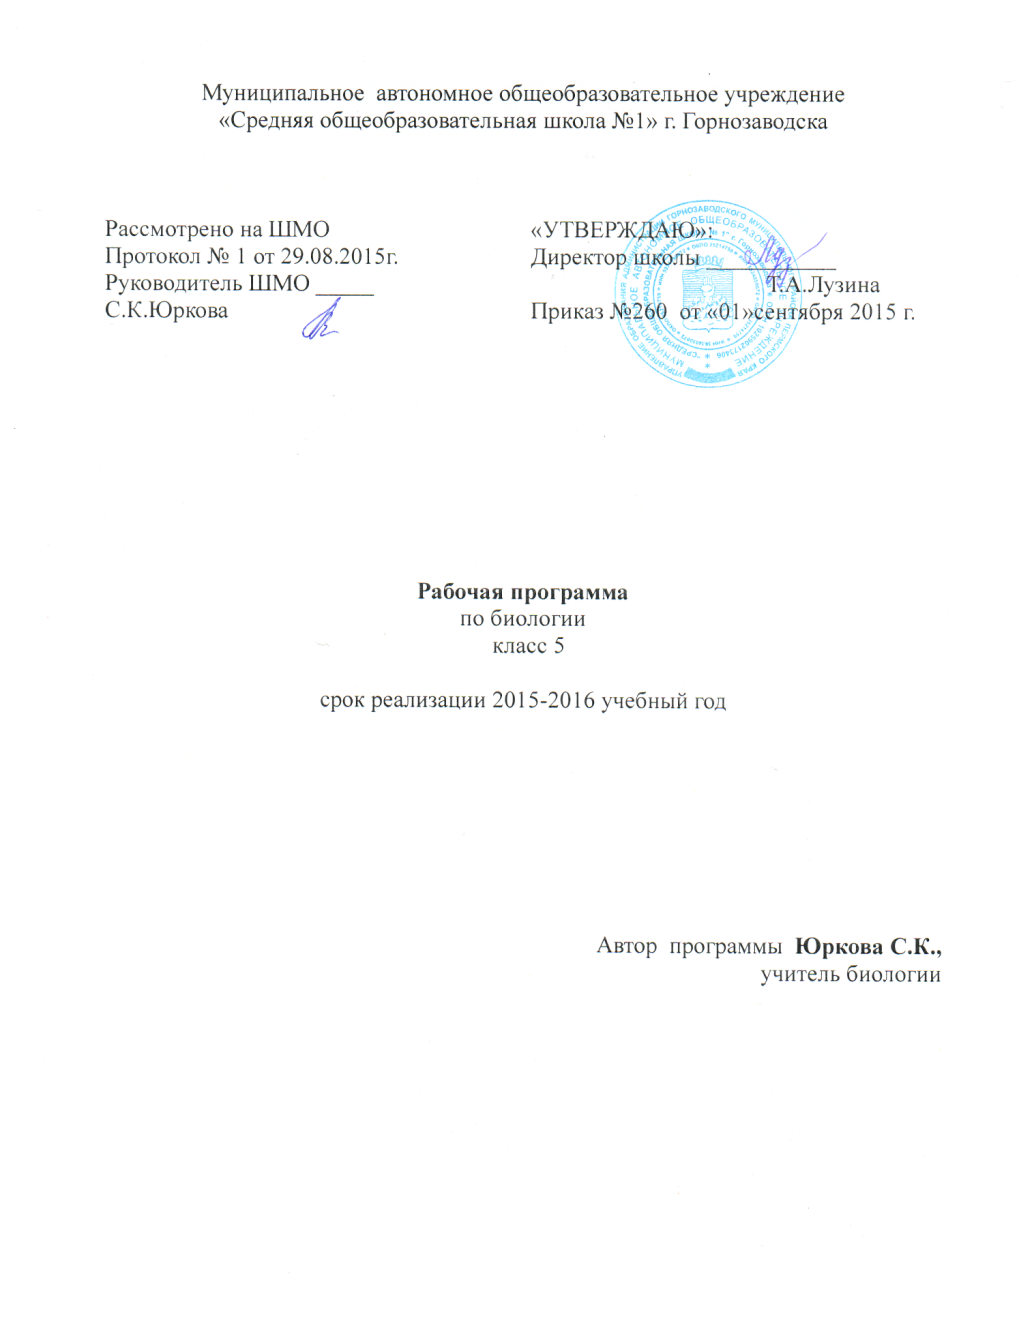 Муниципальное автономное общеобразовательное учреждение
«Средняя общеобразовательная школа №1» г. Горнозаводска
Рассмотрено на ШМО
Протокол № 1 от 29.08.2015г.
Руководитель ШМО _____
С.К.Юркова
«УТВЕРЖДАЮ»:
Директор школы ___________
Т.А.Лузина
Приказ №260 от «01»сентября 2015 г.
Рабочая программа
по биологии
класс 5
срок реализации 2015-2016 учебный год
Автор программы Юркова С.К.,
учитель биологии